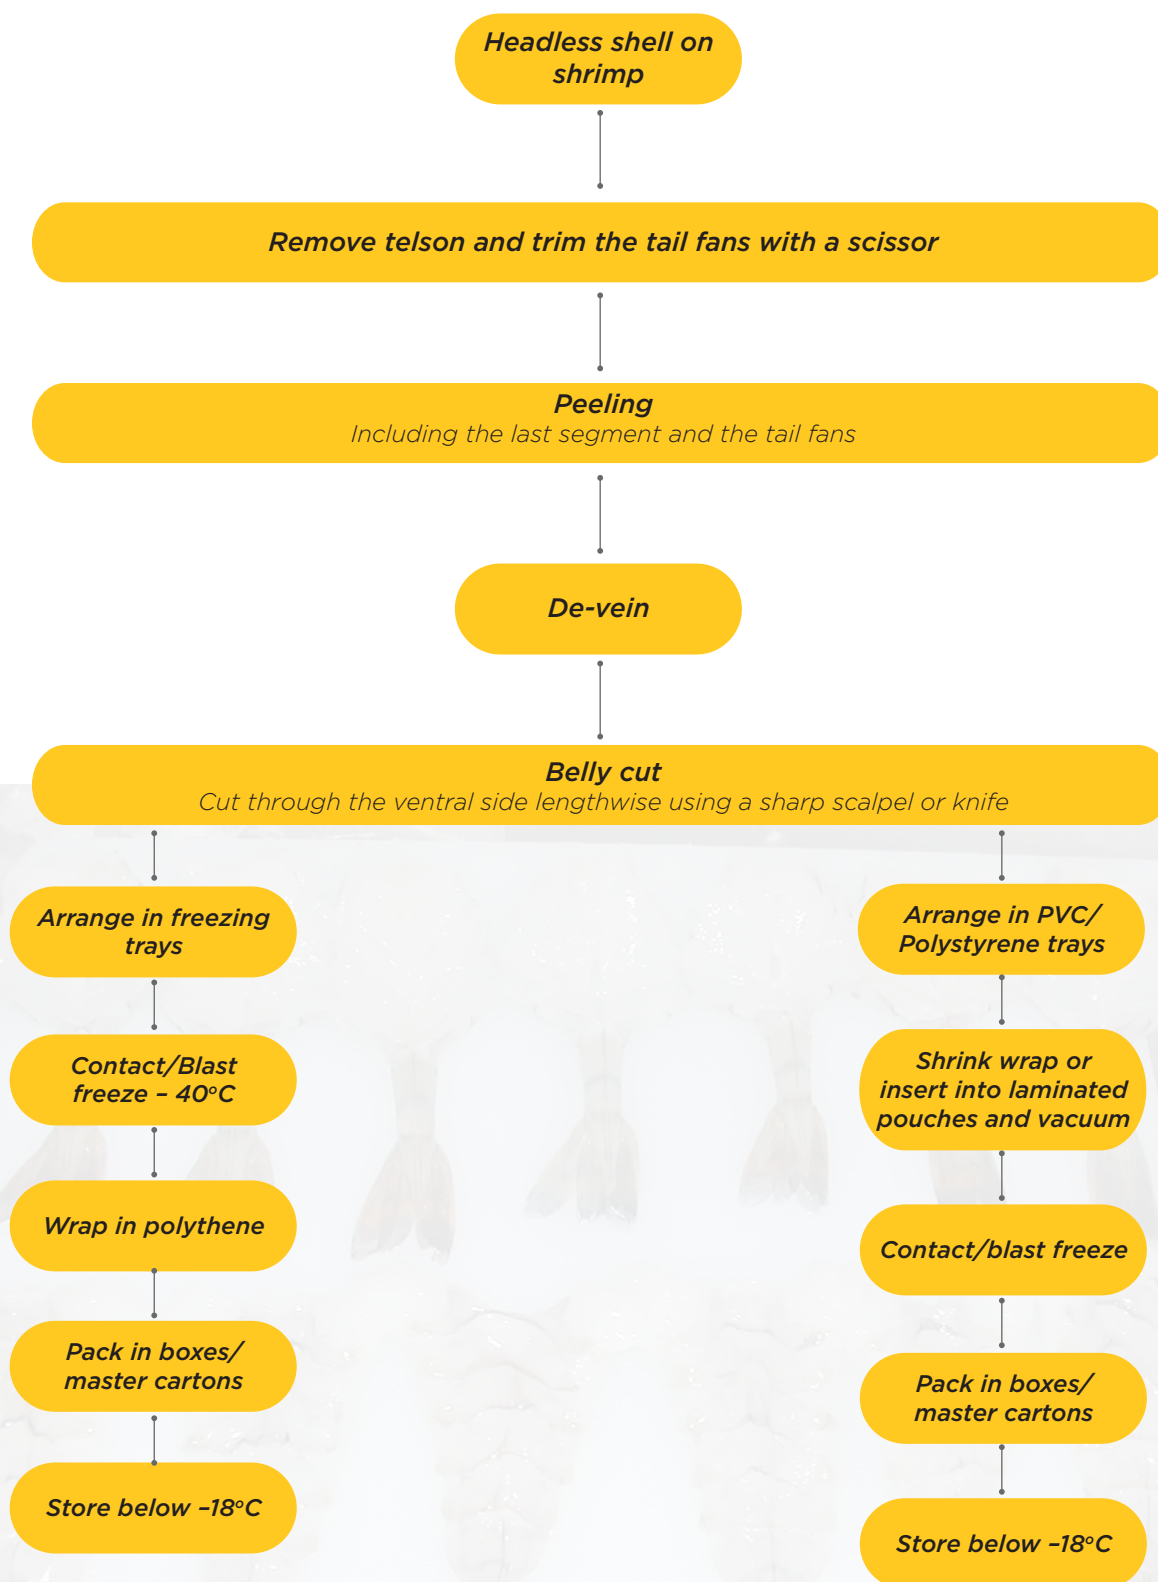 Headless shell on
shrimp
Remove telson and trim the tail fans with a scissor
Peeling
Including the last segment and the tail fans
De-vein
Belly cut
Cut through the ventral side lengthwise using a sharp scalpel or knife
Arrange in freezing
trays
Contact/Blast
freeze – 40°C
Wrap in polythene
Pack in boxes/
master cartons
Store below –18°C
Arrange in PVC/
Polystyrene trays
Shrink wrap or
insert into laminated
pouches and vacuum
Contact/blast freeze
Pack in boxes/
master cartons
Store below –18°C